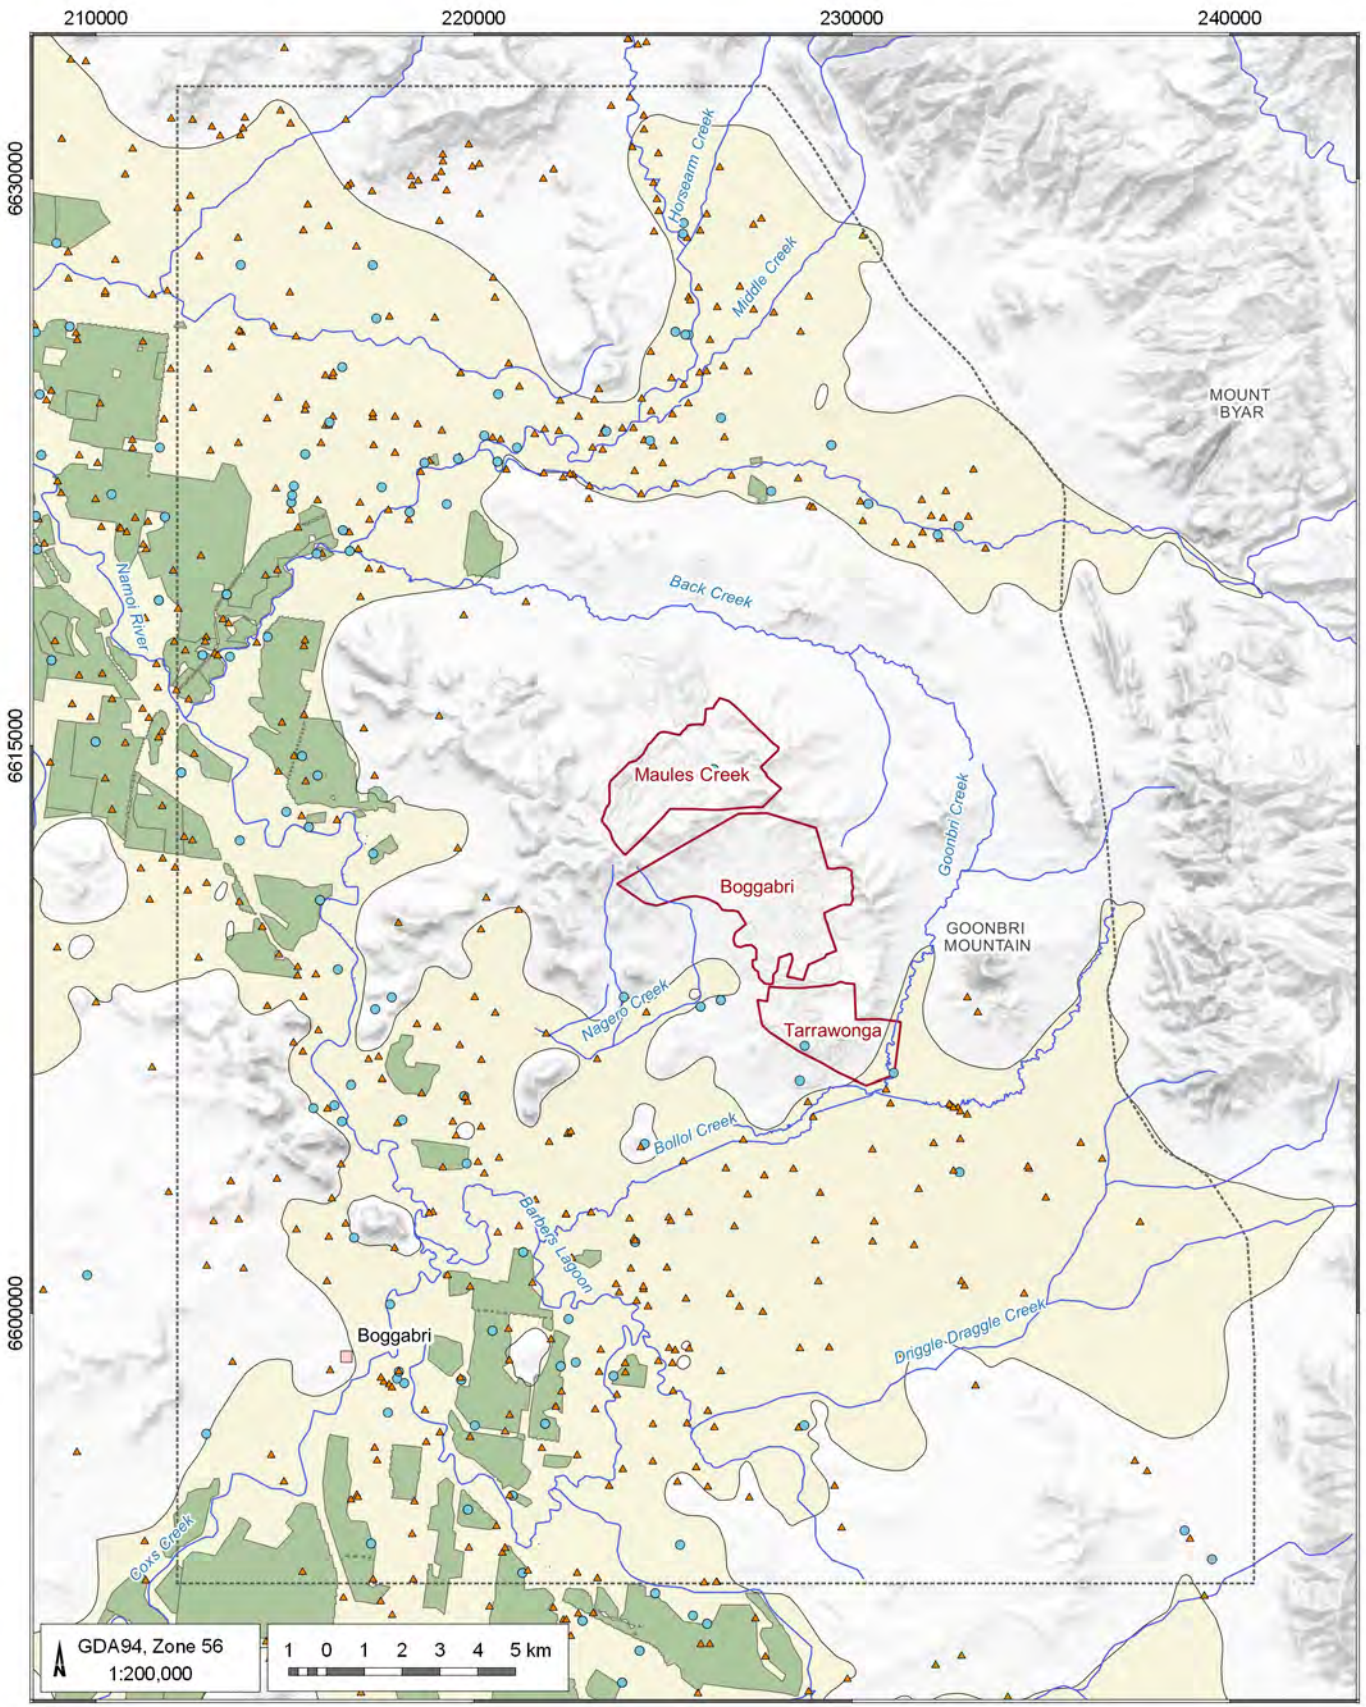 210000 220000 230000 240000
6630000
Horsearm Creek
Middle Creek
MOUNT
BYAR
Namoi River
Back Creek
6615000
Maules Creek
Goonbri Creek
Boggabri
GOONBRI
MOUNTAIN
Nagero Creek
Tarrawonga
Bollol Creek
Barbers Lagoon
6600000
Boggabri
Driggle-Draggle Creek
Coxs Creek
GDA94, Zone 56
1:200,000
1 0 1 2 3 4 5 km